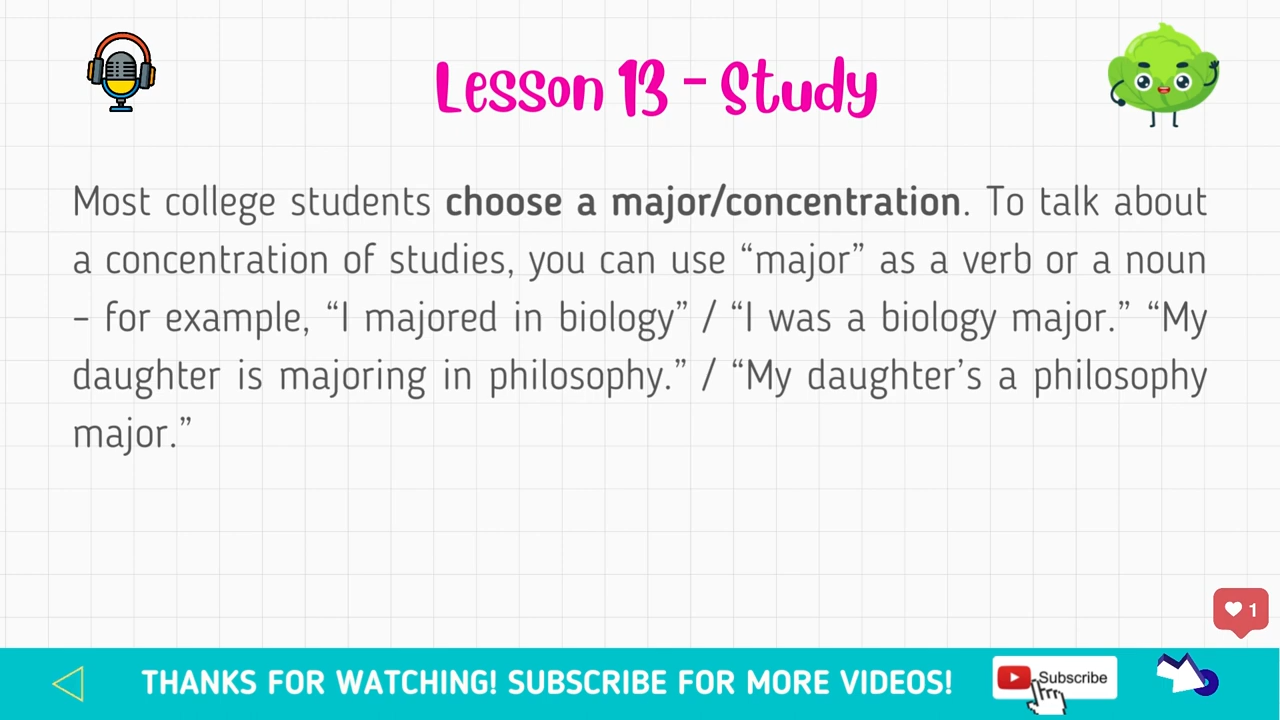 Lesson 13 - Study
Most college students choose a major/concentration. To talk about
a concentration of studies, you can use “major” as a verb or a noun
– for example, “I majored in biology” / “I was a biology major.” “My
daughter is majoring in philosophy.” / “My daughter’s a philosophy
major.”
1
THANKS FOR WATCHING! SUBSCRIBE FOR MORE VIDEOS!
Subscribe